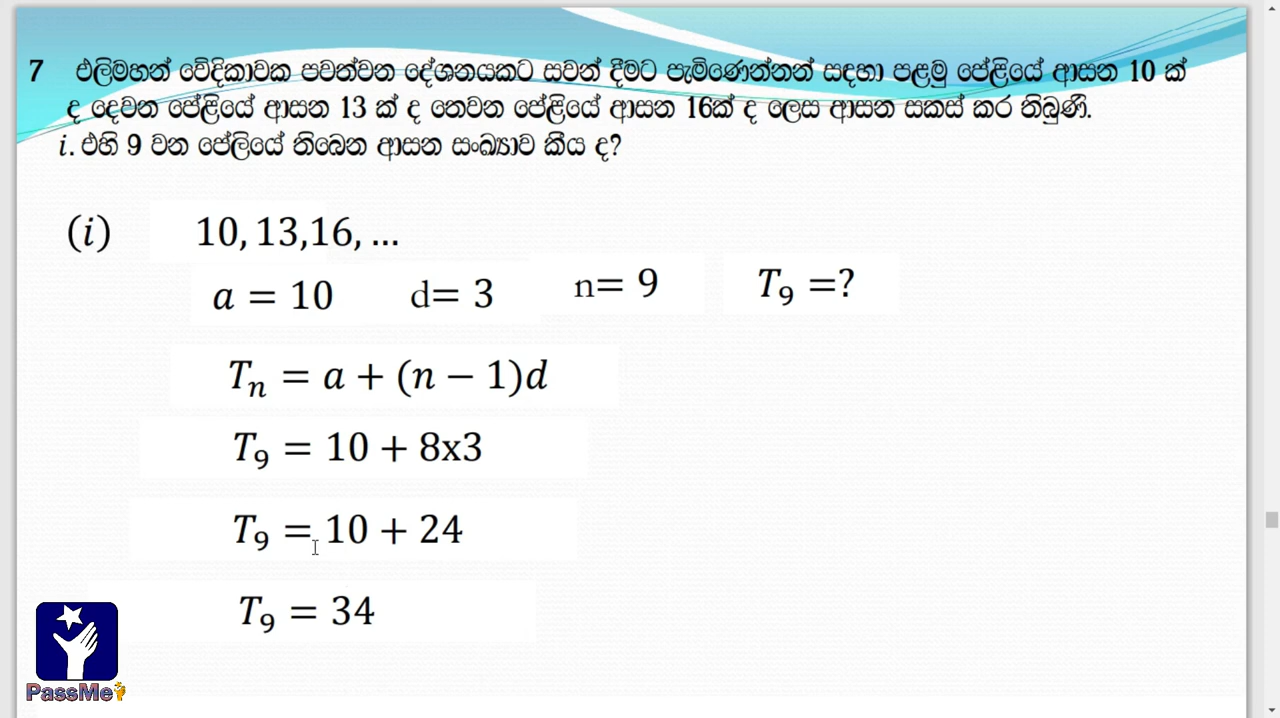 7 එළිමහන් වේදිකාවක පවත්වන දේශනයකට සවන් දීමට පැමිණෙන්නන් සඳහා පළමු පේළියේ ආසන 10 ක්
ද දෙවන පේළියේ ආසන 13 ක් ද තෙවන පේළියේ ආසන 16ක් ද ලෙස ආසන සකස් කර තිබුණි.
i. එහි 9 වන පේලියේ තිබෙන ආසන සංඛ්‍යාව කීය ද?
(i) 10, 13,16, ...
a = 10 d= 3 n= 9 T₉ =?
Tₙ = a + (n − 1)d
T₉ = 10 + 8x3
T₉ = 10 + 24
T₉ = 34
PassMe